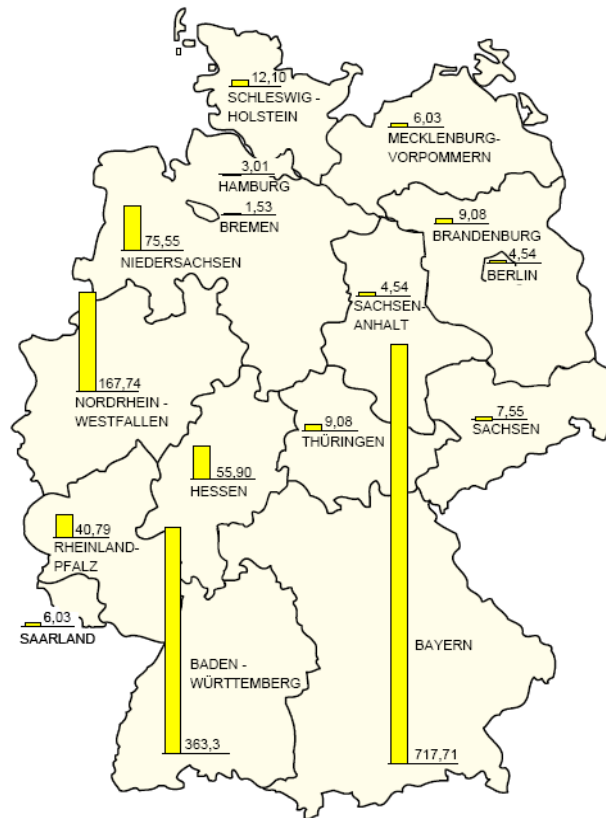 12,10
SCHLESWIG -
HOLSTEIN
6,03
MECKLENBURG-
VORPOMMERN
3,01
HAMBURG
1,53
BREMEN
9,08
BRANDENBURG
4,54
BERLIN
75,55
NIEDERSACHSEN
4,54
SACHSEN-
ANHALT
167,74
NORDRHEIN -
WESTFALLEN
9,08
THÜRINGEN
7,55
SACHSEN
55,90
HESSEN
40,79
RHEINLAND-
PFALZ
6,03
SAARLAND
BADEN -
WÜRTTEMBERG
363,3
BAYERN
717,71